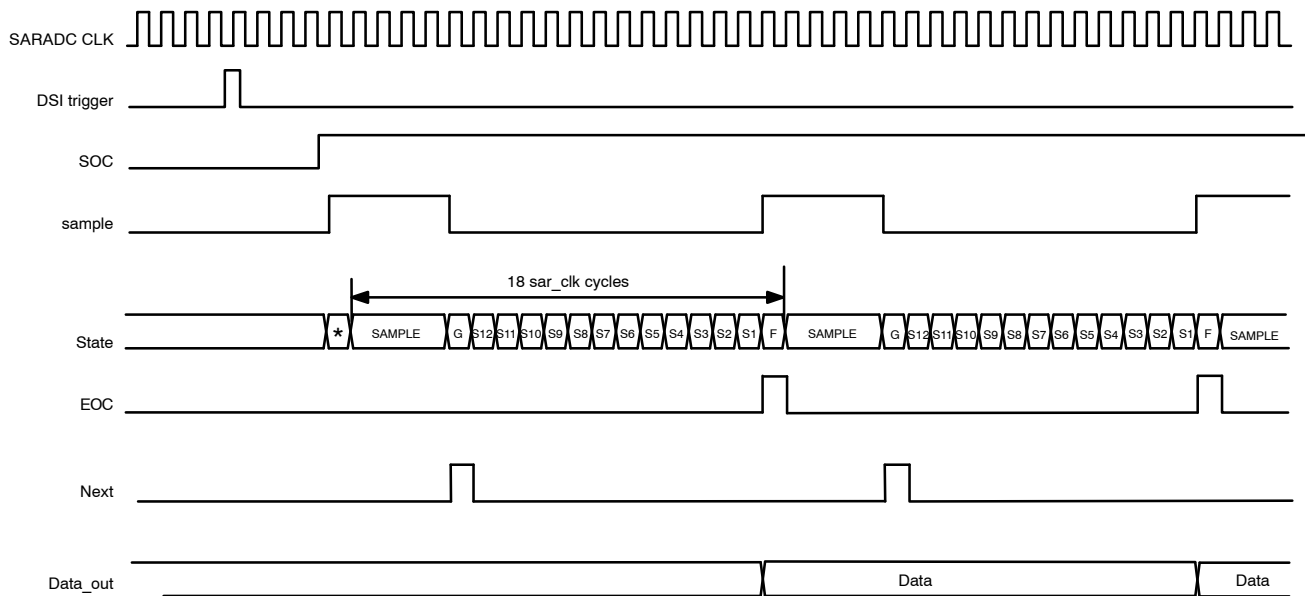 SARADC CLK
DSI trigger
SOC
sample
18 sar_clk cycles
State
* SAMPLE G S12 S11 S10 S9 S8 S7 S6 S5 S4 S3 S2 S1 F SAMPLE G S12 S11 S10 S9 S8 S7 S6 S5 S4 S3 S2 S1 F SAMPLE
EOC
Next
Data_out Data Data